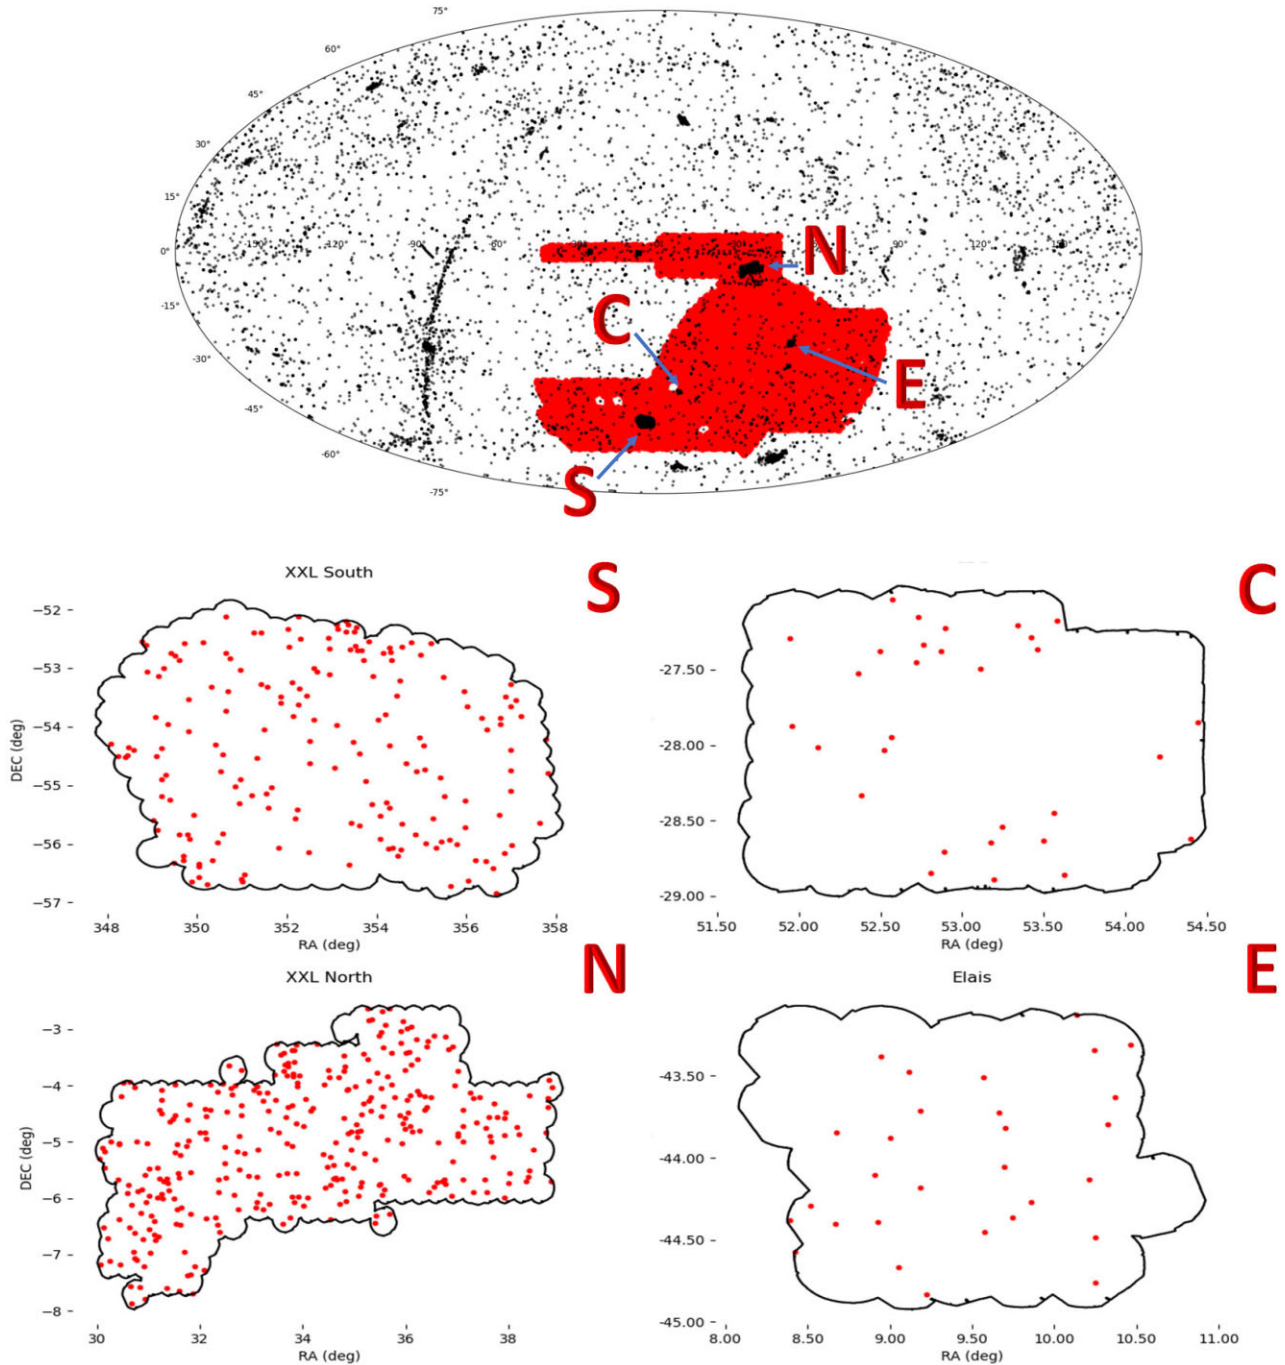 75°
60°
45°
30°
15°
0°
-150°
-120°
-90°
-60°
90°
120°
-15°
-30°
-45°
-60°
-75°
N
C
E
S
XXL South
S
−52
−53
−54
−55
−56
−57
DEC (deg)
348 350 352 354 356 358
RA (deg)
C
-27.50
-28.00
-28.50
-29.00
51.50 52.00 52.50 53.00 53.50 54.00 54.50
RA (deg)
XXL North
N
−3
−4
−5
−6
−7
−8
DEC (deg)
30 32 34 36 38
RA (deg)
Elais
E
-43.50
-44.00
-44.50
-45.00
8.00 8.50 9.00 9.50 10.00 10.50 11.00
RA (deg)